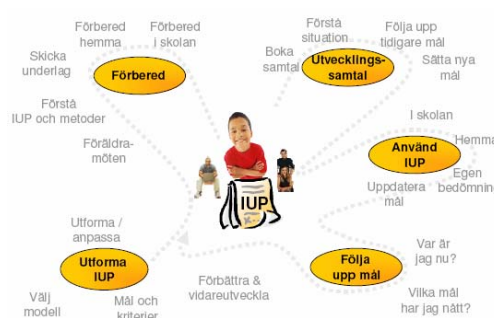 Förbered
hemma
Förbered
i skolan
Skicka
underlag
Förbered
Förstå
IUP och metoder
Föräldra-
möten
Förstå
situation
Boka
samtal
Utvecklings-
samtal
Följa upp
tidigare mål
Sätta nya
mål
I skolan
Använd
IUP
Hemma
Egen
bedömnin
Uppdatera
mål
IUP
Utforma /
anpassa
Utforma
IUP
Välj
modell
Mål och
kriterier
Förbättra &
vidareutveckla
Följa
upp mål
Var är
jag nu?
Vilka mål
har jag nått?